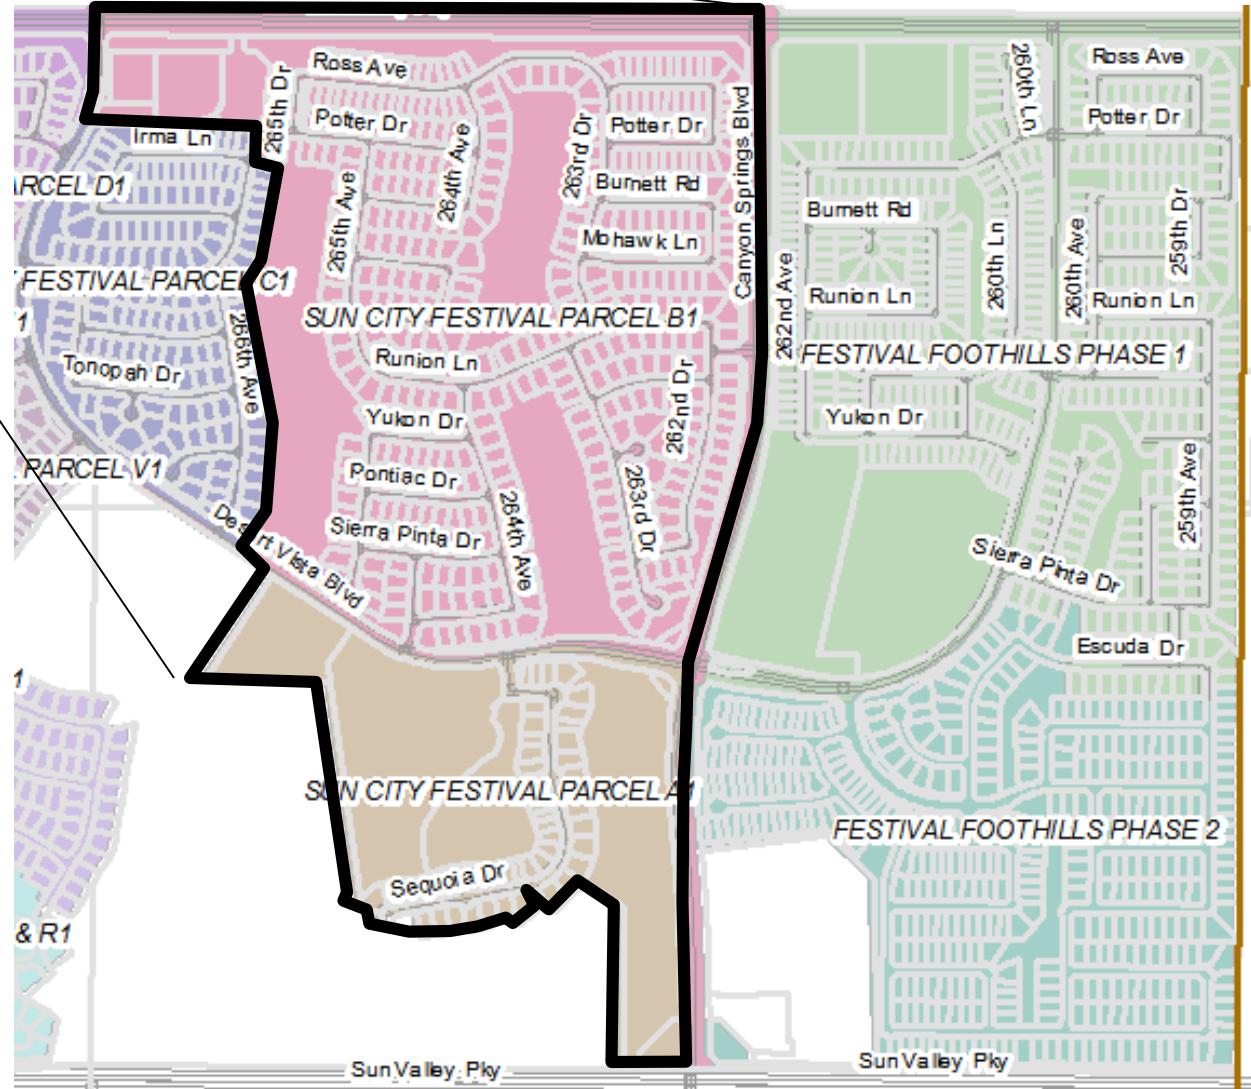 Ross Ave
260th Ln
Ross Ave
265th Dr
Potter Dr
264th Ave
263rd Dr
Potter Dr
Canyon Springs Blvd
Potter Dr
Irma Ln
ARCEL D1
Burnett Rd
265th Ave
Mohawk Ln
Burnett Rd
262nd Ave
260th Ln
260th Ave
259th Dr
Y FESTIVAL PARCEL C1
Runion Ln
Runion Ln
1
266th Ave
SUN CITY FESTIVAL PARCEL B1
FESTIVAL FOOTHILLS PHASE 1
Tonopah Dr
Runion Ln
262nd Dr
Yukon Dr
Yukon Dr
PARCEL V1
Pontiac Dr
263rd Dr
264th Ave
259th Ave
Desert Vista Blvd
Sierra Pinta Dr
Sierra Pinta Dr
Escuda Dr
1
SUN CITY FESTIVAL PARCEL A1
FESTIVAL FOOTHILLS PHASE 2
Sequoia Dr
& R1
Sun Valley Pky
Sun Valley Pky